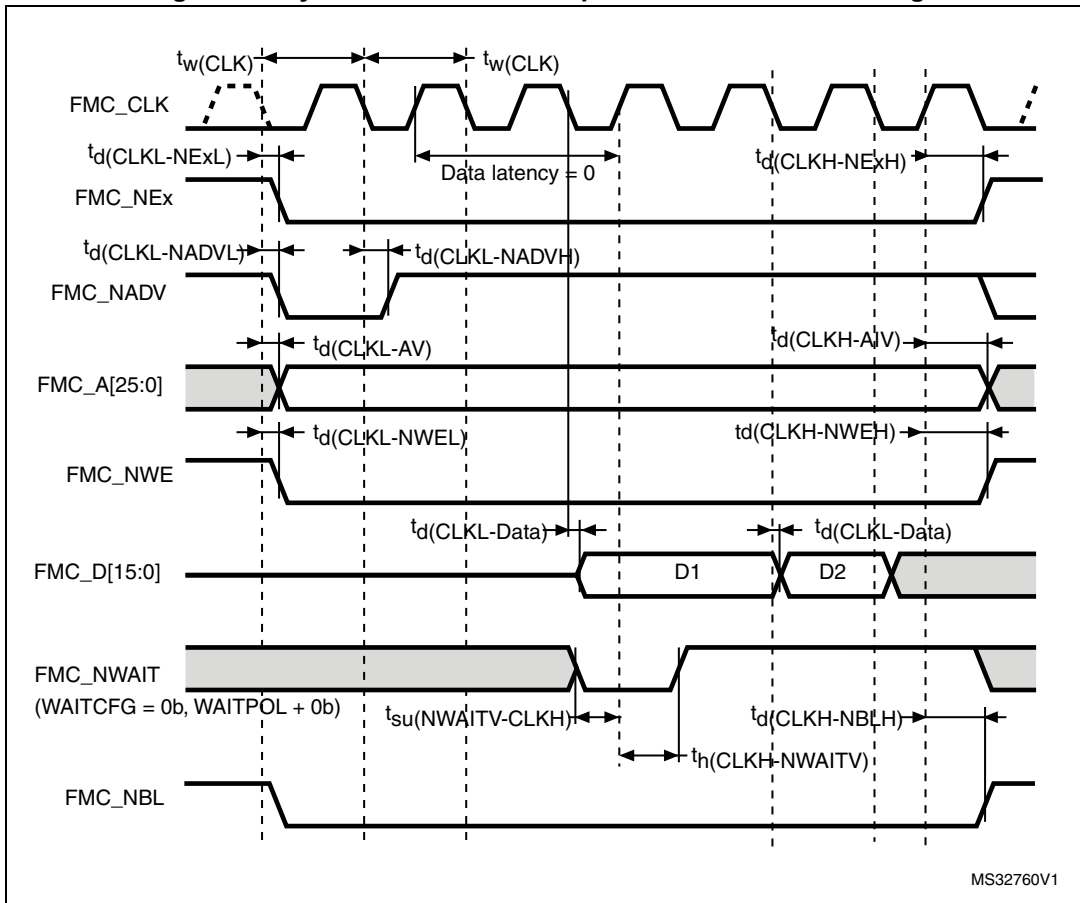 tw(CLK) tw(CLK)
FMC_CLK
td(CLKL-NExL) Data latency = 0 td(CLKH-NExH)
FMC_NEx
td(CLKL-NADVL) td(CLKL-NADVH)
FMC_NADV
td(CLKL-AV) td(CLKH-AIV)
FMC_A[25:0]
td(CLKL-NWEL) td(CLKH-NWEH)
FMC_NWE
td(CLKL-Data) td(CLKL-Data)
FMC_D[15:0] D1 D2
FMC_NWAIT
(WAITCFG = 0b, WAITPOL + 0b) tsu(NWAITV-CLKH) td(CLKH-NBLH)
th(CLKH-NWAITV)
FMC_NBL
MS32760V1